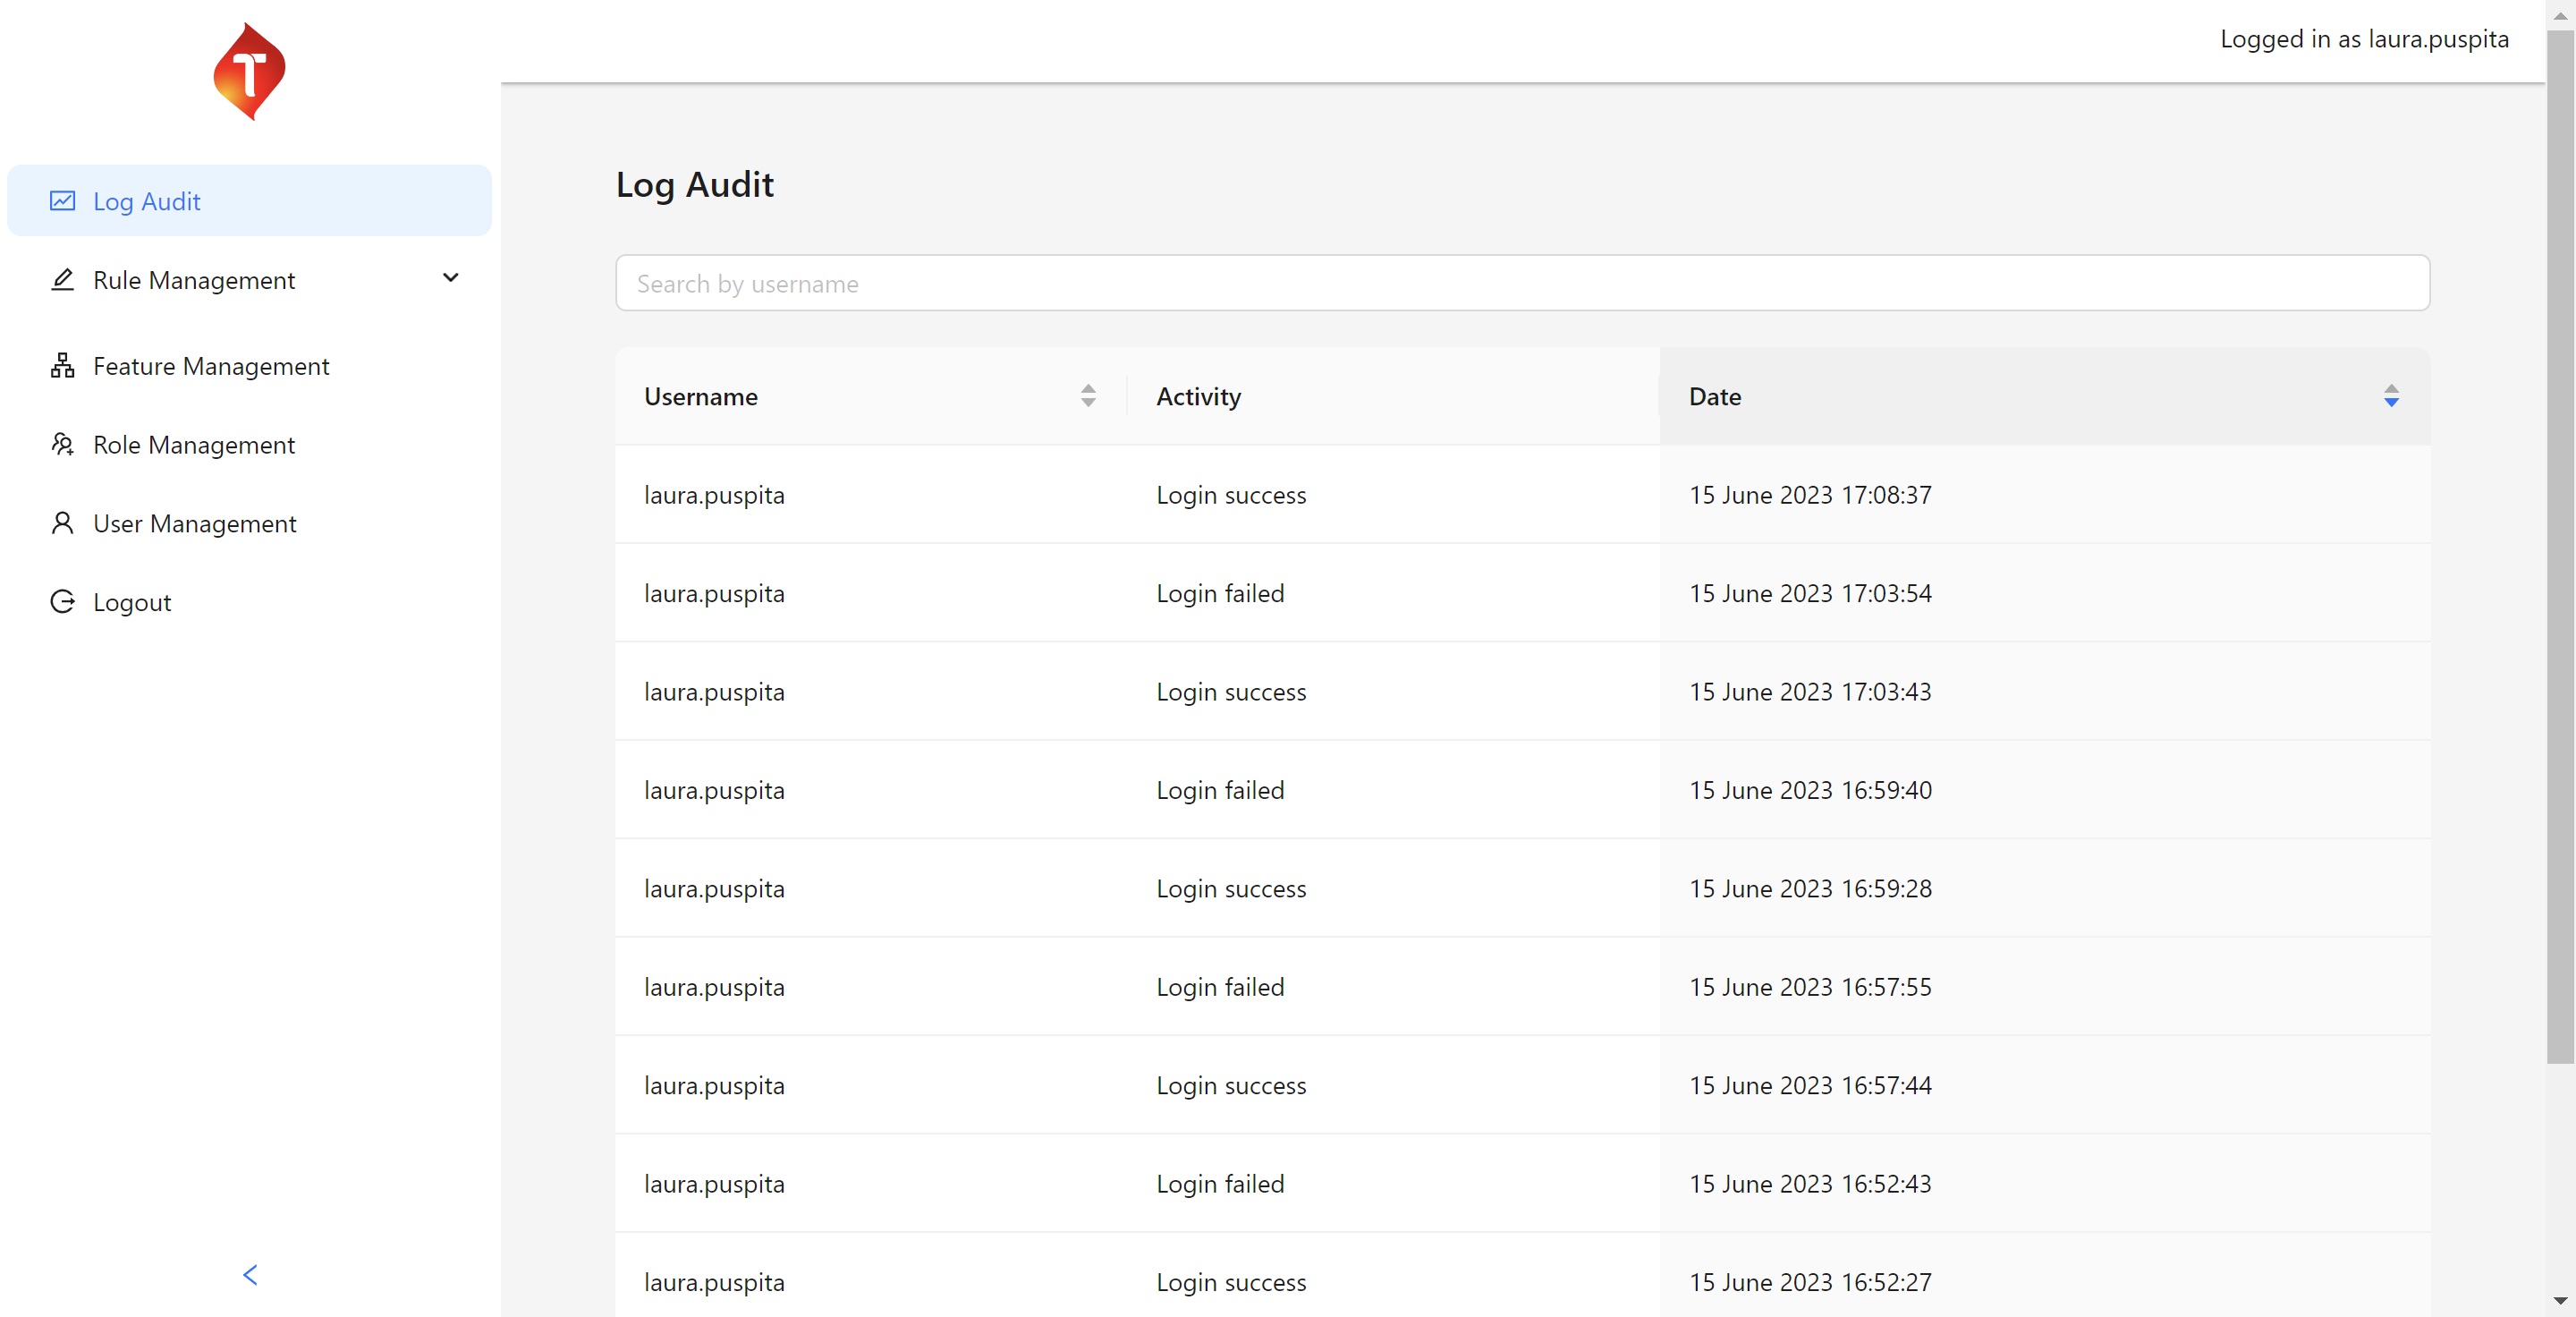 T
Logged in as laura.puspita
Log Audit
Rule Management
Feature Management
Role Management
User Management
Logout
Log Audit
Search by username
Username Activity Date
laura.puspita Login success 15 June 2023 17:08:37
laura.puspita Login failed 15 June 2023 17:03:54
laura.puspita Login success 15 June 2023 17:03:43
laura.puspita Login failed 15 June 2023 16:59:40
laura.puspita Login success 15 June 2023 16:59:28
laura.puspita Login failed 15 June 2023 16:57:55
laura.puspita Login success 15 June 2023 16:57:44
laura.puspita Login failed 15 June 2023 16:52:43
laura.puspita Login success 15 June 2023 16:52:27